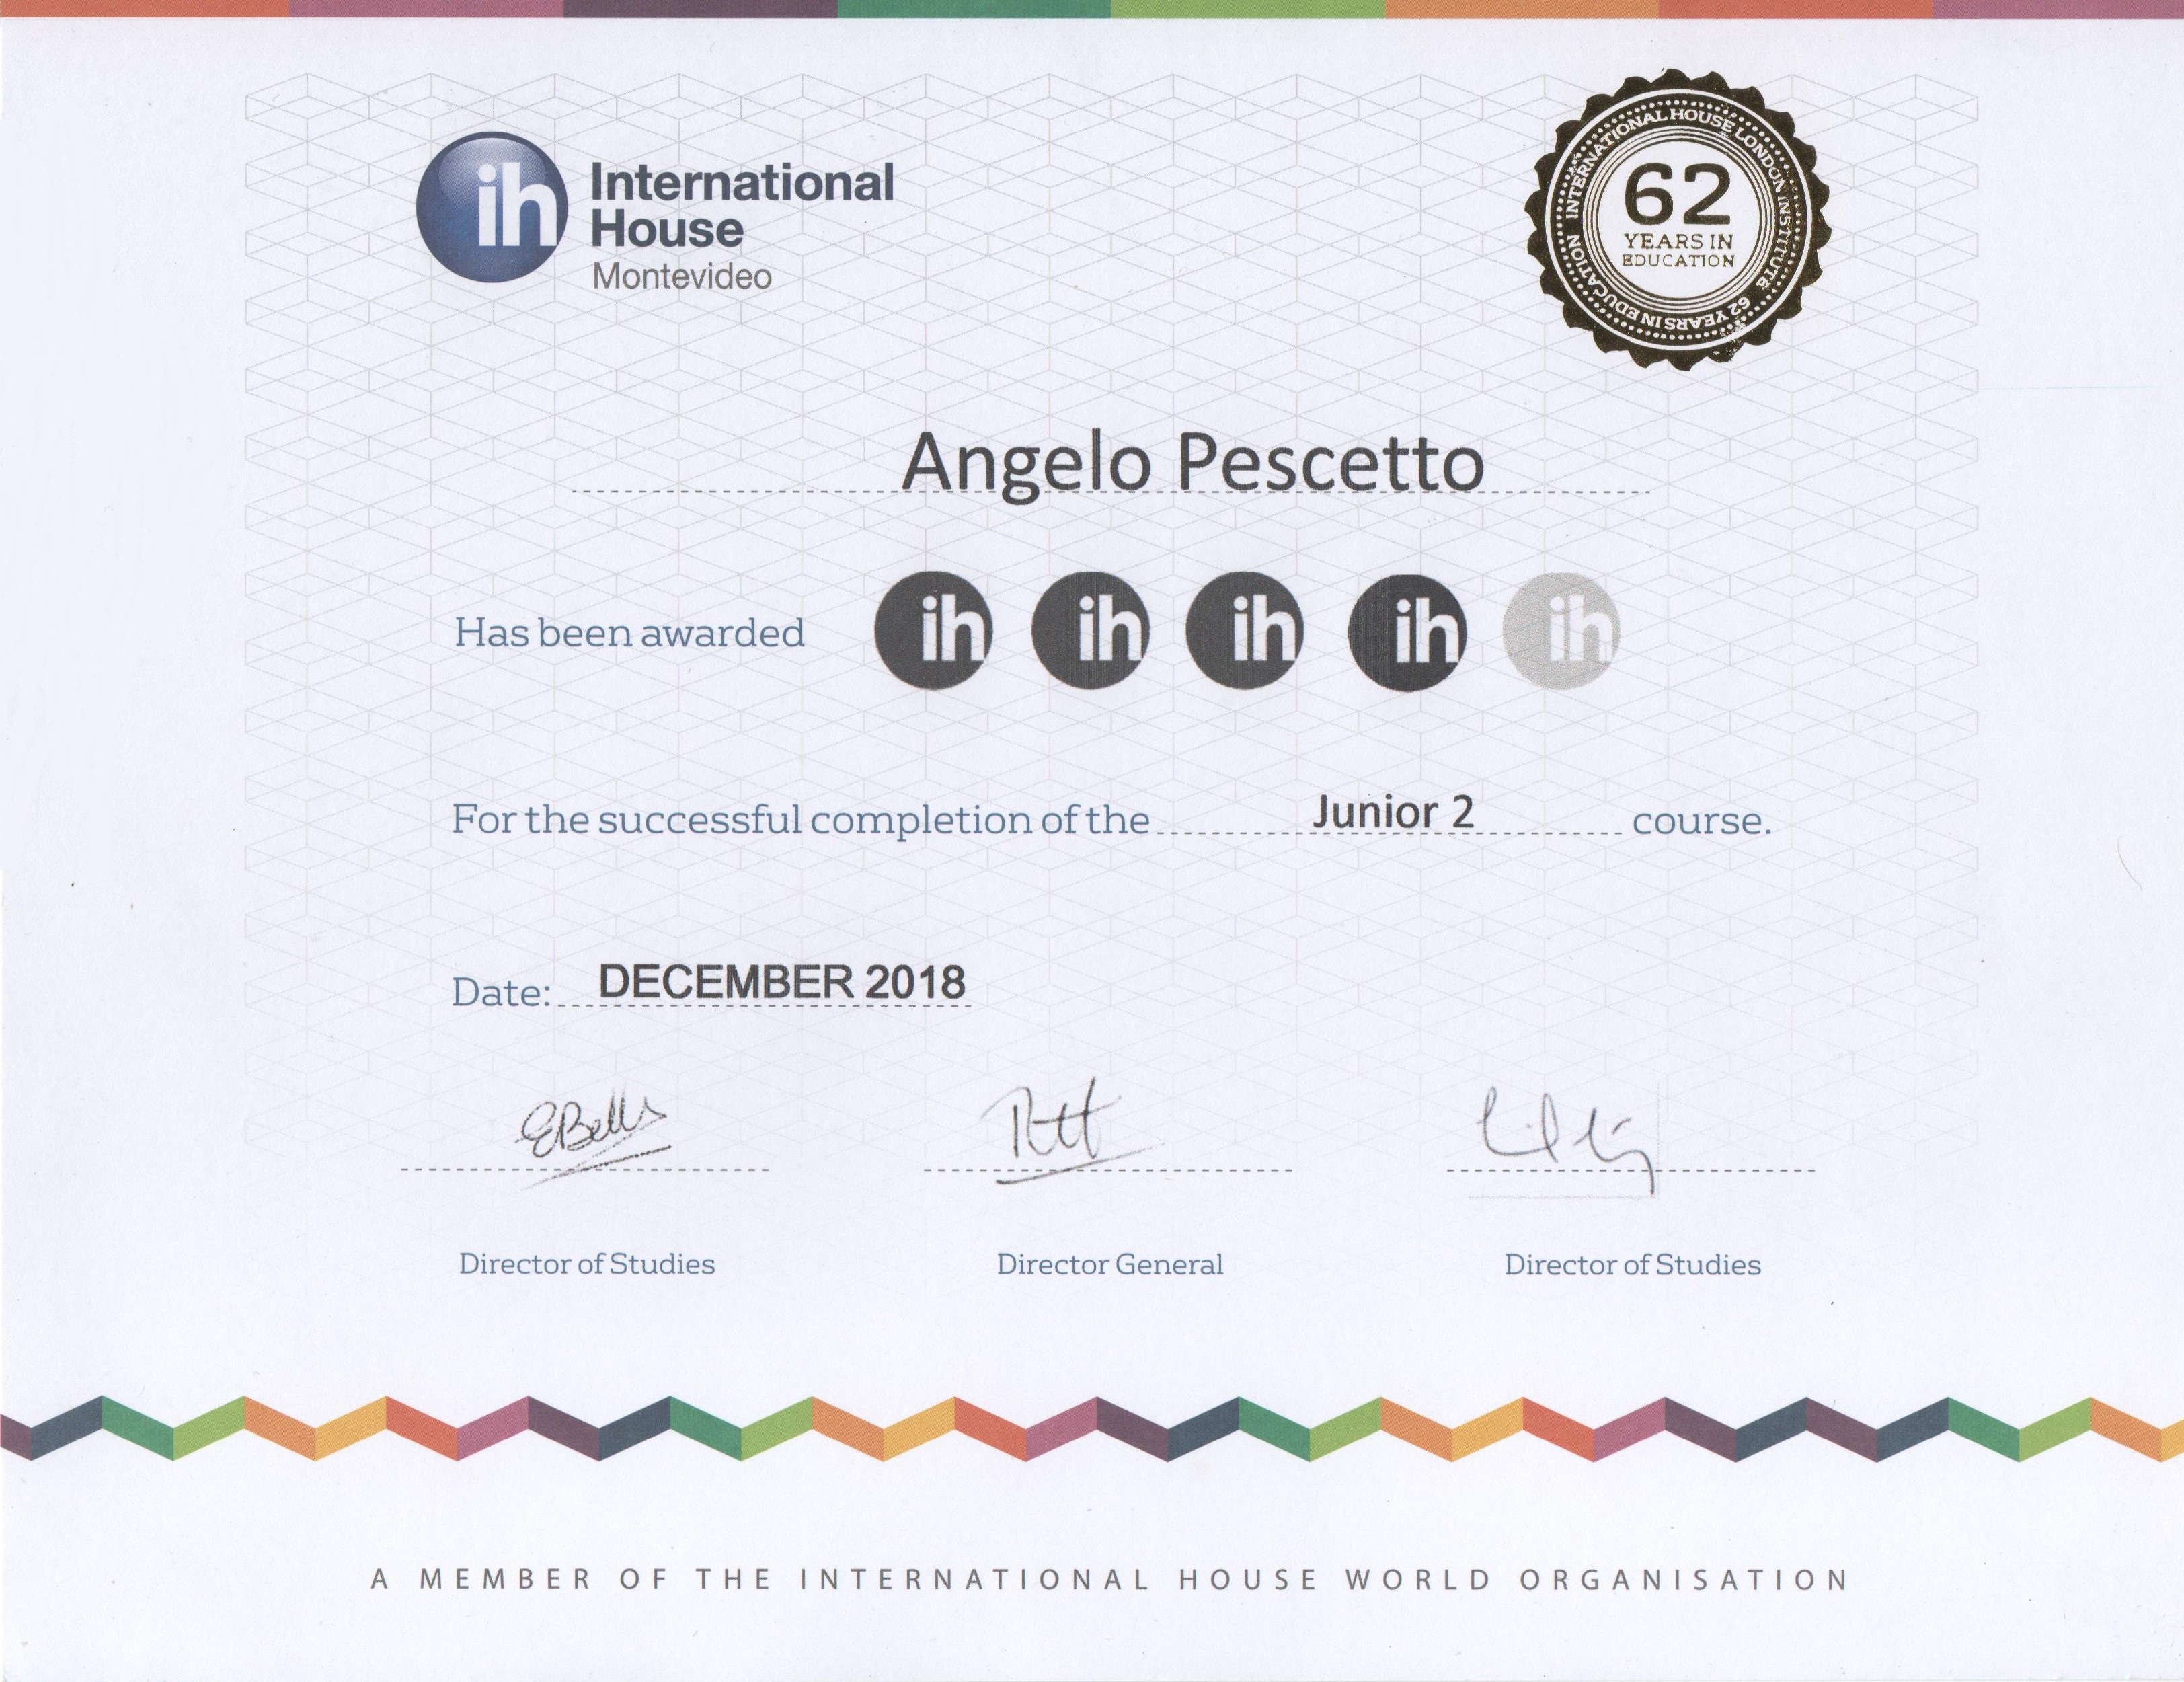 ih International
House
Montevideo
INTERNATIONAL HOUSE LONDON INSTITUTE 62 YEARS IN EDUCATION
62
YEARS IN
EDUCATION
Angelo Pescetto
Has been awarded ih ih ih ih ih
For the successful completion of the Junior 2 course.
Date: DECEMBER 2018
Director of Studies Director General Director of Studies
A MEMBER OF THE INTERNATIONAL HOUSE WORLD ORGANISATION